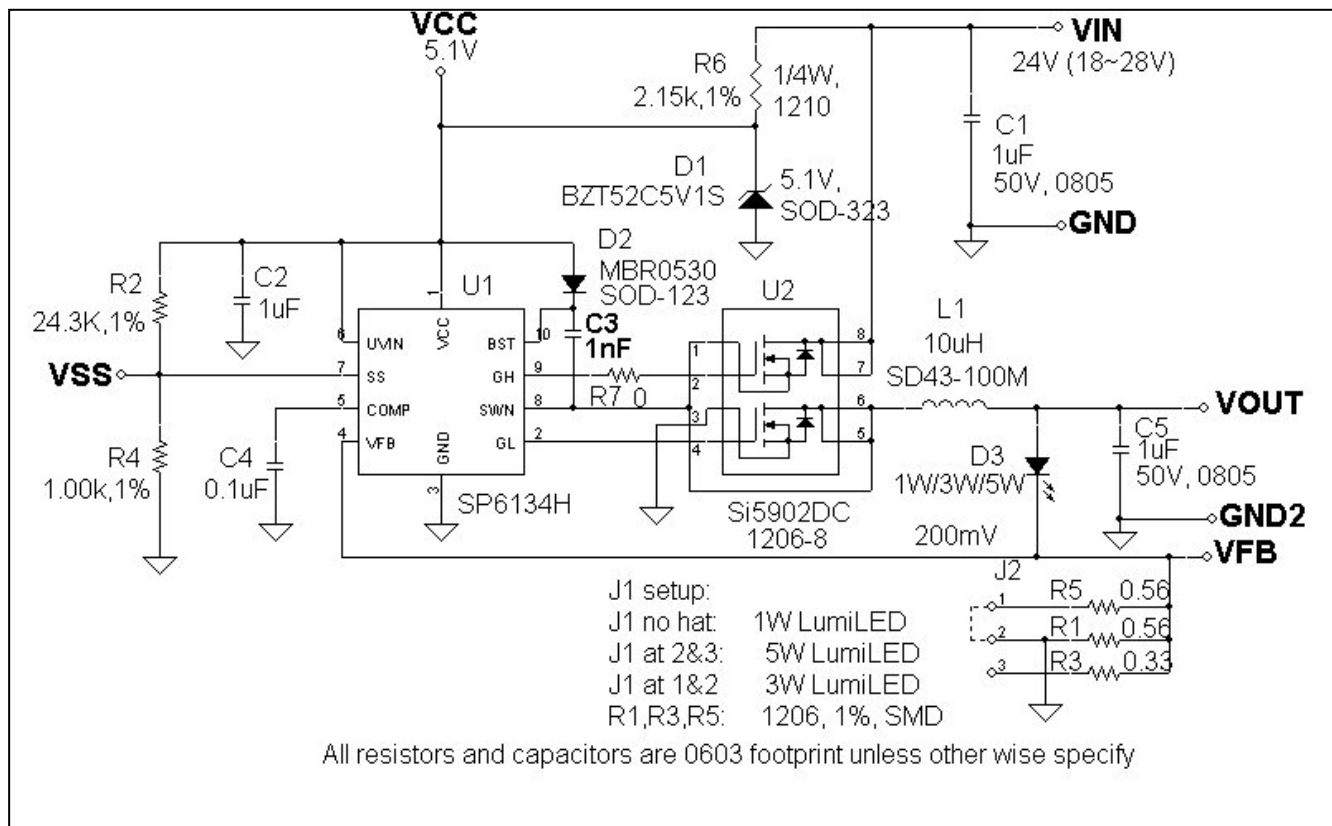 VCC
5.1V
VIN
24V (18~28V)
R6
2.15k,1%
1/4W,
1210
C1
1uF
50V, 0805
D1
BZT52C5V1S
5.1V,
SOD-323
GND
D2
MBR0530
SOD-123
R2
24.3K,1%
C2
1uF
U1
C3
1nF
U2
L1
10uH
SD43-100M
1
VCC
6
UVIN
BST
10
7
SS
GH
9
5
COMP
SWN
8
4
VFB
GL
2
GND
3
SP6134H
R7 0
1
2
3
4
8
7
6
5
VSS
R4
1.00k,1%
C4
0.1uF
VOUT
C5
1uF
50V, 0805
D3
1W/3W/5W
Si5902DC
1206-8
200mV
GND2
VFB
J2
1
R5 0.56
2
R1 0.56
3
R3 0.33
J1 setup:
J1 no hat: 1W LumiLED
J1 at 2&3: 5W LumiLED
J1 at 1&2 3W LumiLED
R1,R3,R5: 1206, 1%, SMD
All resistors and capacitors are 0603 footprint unless other wise specify